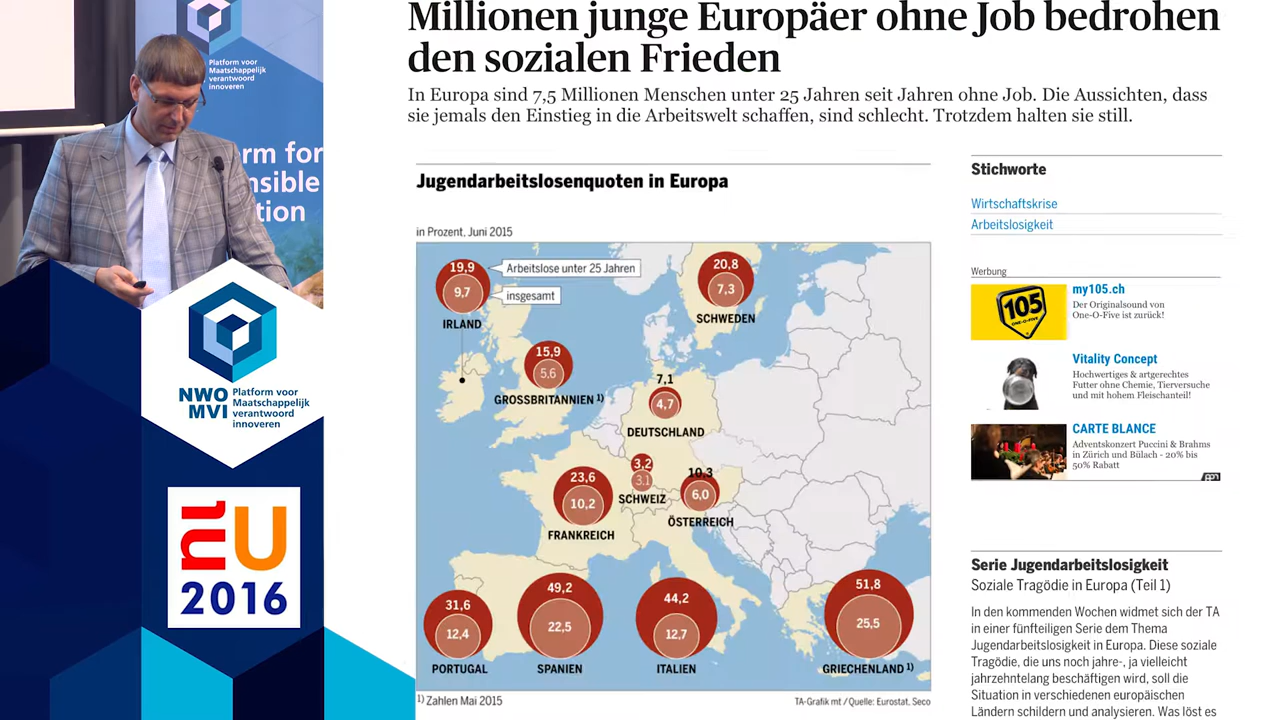 Platform voor
Maatschappelijk
verantwoord
innoveren
rm for
nsible
tion
NWO
MVI
Platform voor
Maatschappelijk
verantwoord
innoveren
nlU
2016
Millionen junge Europäer ohne Job bedrohen
den sozialen Frieden
In Europa sind 7,5 Millionen Menschen unter 25 Jahren seit Jahren ohne Job. Die Aussichten, dass
sie jemals den Einstieg in die Arbeitswelt schaffen, sind schlecht. Trotzdem halten sie still.
Jugendarbeitslosenquoten in Europa
in Prozent, Juni 2015
19,9
Arbeitslose unter 25 Jahren
9,7
insgesamt
IRLAND
20,8
7,3
SCHWEDEN
15,9
5,6
GROSSBRITANNIEN 1)
7,1
4,7
DEUTSCHLAND
3,2
3,1
SCHWEIZ
10,3
6,0
ÖSTERREICH
23,6
10,2
FRANKREICH
31,6
12,4
PORTUGAL
49,2
22,5
SPANIEN
44,2
12,7
ITALIEN
51,8
25,5
GRIECHENLAND 1)
1) Zahlen Mai 2015
TA-Grafik mt / Quelle: Eurostat, Seco
Stichworte
Wirtschaftskrise
Arbeitslosigkeit
Werbung
105
ONE-O-FIVE
my105.ch
Der Originalsound von
One-O-Five ist zurück!
Vitality Concept
Hochwertiges & artgerechtes
Futter ohne Chemie, Tierversuche
und mit hohem Fleischanteil!
CARTE BLANCE
Adventskonzert Puccini & Brahms
in Zürich und Bülach - 20% bis
50% Rabatt
Serie Jugendarbeitslosigkeit
Soziale Tragödie in Europa (Teil 1)
In den kommenden Wochen widmet sich der TA
in einer fünfteiligen Serie dem Thema
Jugendarbeitslosigkeit in Europa. Diese soziale
Tragödie, die uns noch jahre-, ja vielleicht
jahrzehntelang beschäftigen wird, soll die
Situation in verschiedenen europäischen
Ländern schildern und analysieren. Was löst es